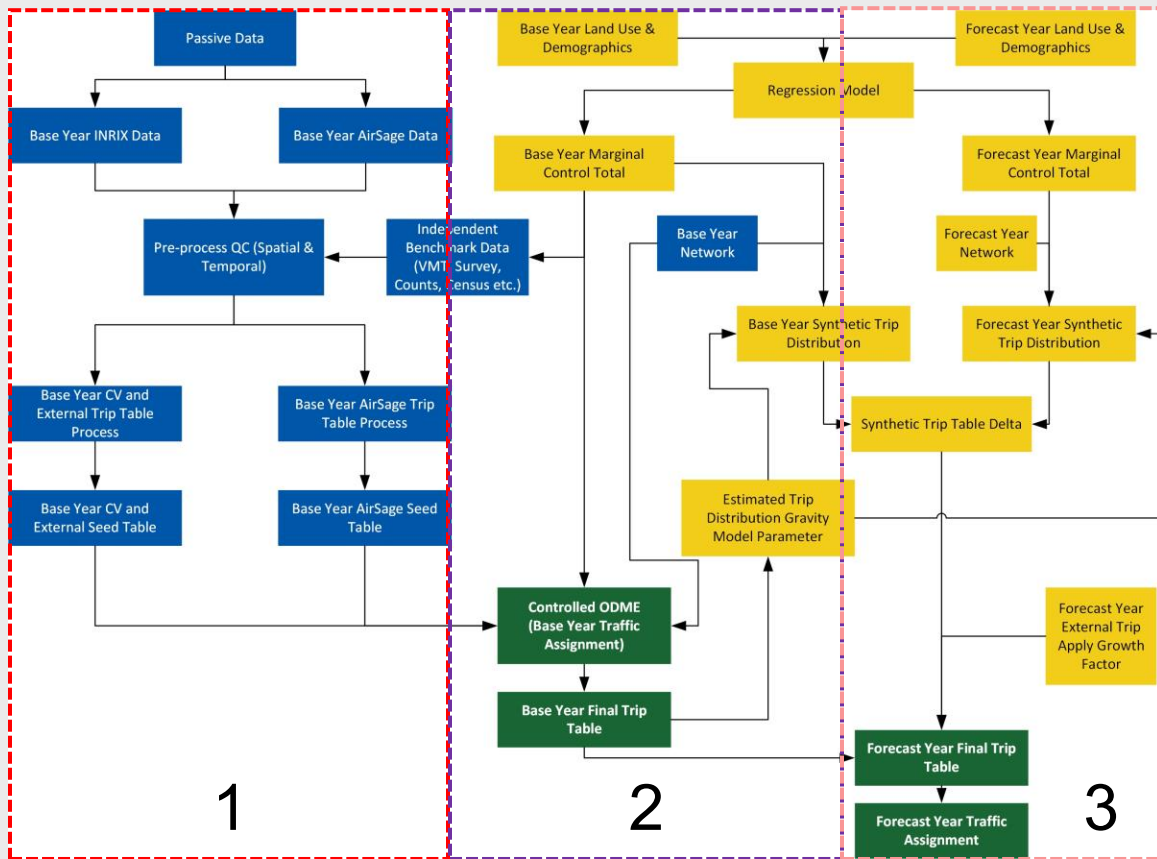 Passive Data
Base Year INRIX Data
Base Year AirSage Data
Pre-process QC (Spatial &
Temporal)
Independent
Benchmark Data
(VMT, Survey,
Counts, Census etc.)
Base Year CV and
External Trip Table
Process
Base Year AirSage Trip
Table Process
Base Year CV and
External Seed Table
Base Year AirSage Seed
Table
1
Base Year Land Use &
Demographics
Regression Model
Base Year Marginal
Control Total
Base Year
Network
Base Year Synthetic Trip
Distribution
Estimated Trip
Distribution Gravity
Model Parameter
Controlled ODME
(Base Year Traffic
Assignment)
Base Year Final Trip
Table
2
Forecast Year Land Use &
Demographics
Forecast Year Marginal
Control Total
Forecast Year
Network
Forecast Year Synthetic
Trip Distribution
Synthetic Trip Table Delta
Forecast Year
External Trip
Apply Growth
Factor
Forecast Year Final Trip
Table
Forecast Year Traffic
Assignment
3